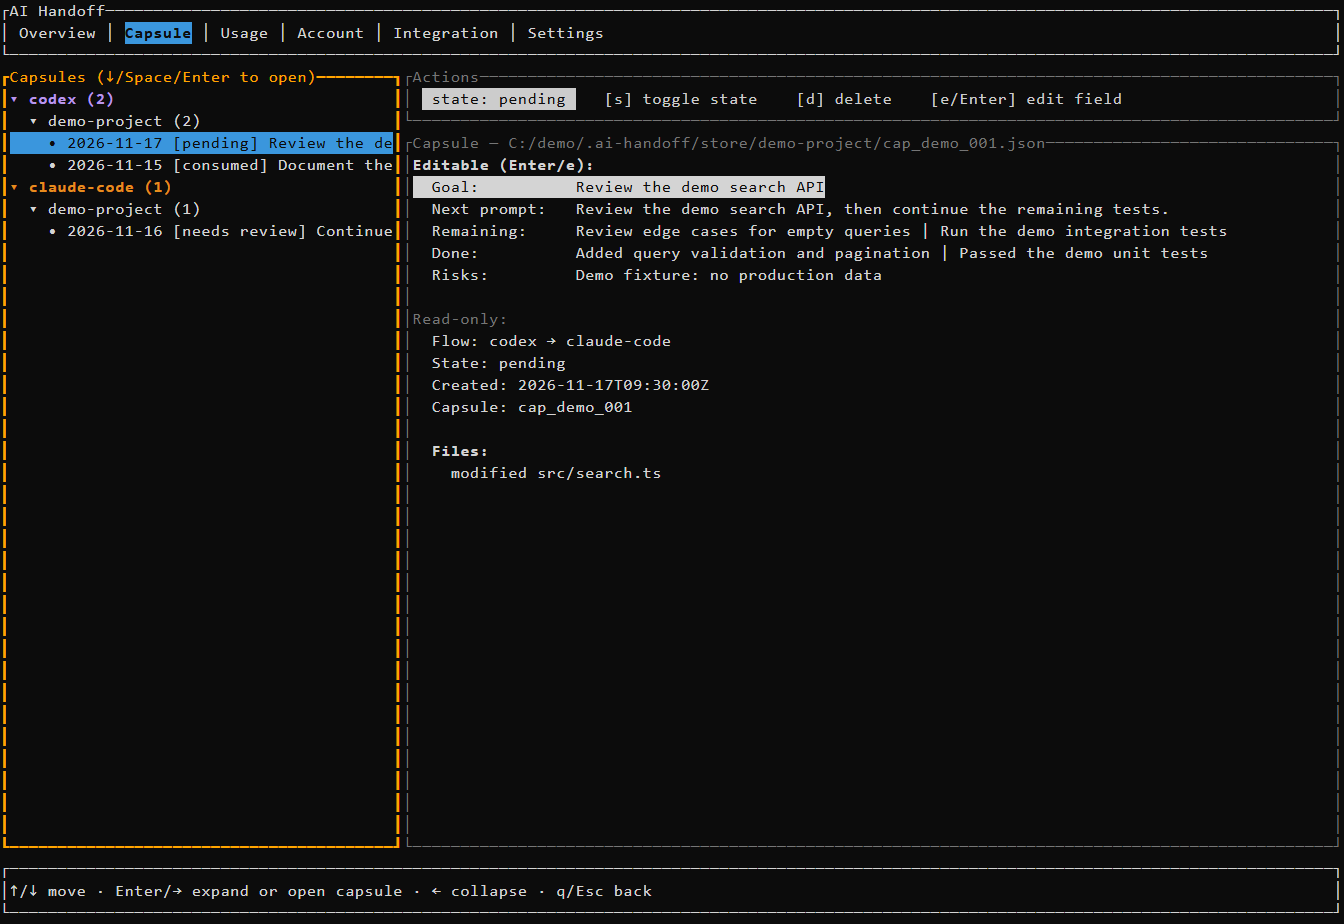 AI Handoff
Overview │ Capsule │ Usage │ Account │ Integration │ Settings
Capsules (↓/Space/Enter to open)
▾ codex (2)
▾ demo-project (2)
• 2026-11-17 [pending] Review the de
• 2026-11-15 [consumed] Document the
▾ claude-code (1)
▾ demo-project (1)
• 2026-11-16 [needs review] Continue
Actions
state: pending [s] toggle state [d] delete [e/Enter] edit field
Capsule — C:/demo/.ai-handoff/store/demo-project/cap_demo_001.json
Editable (Enter/e):
Goal: Review the demo search API
Next prompt: Review the demo search API, then continue the remaining tests.
Remaining: Review edge cases for empty queries | Run the demo integration tests
Done: Added query validation and pagination | Passed the demo unit tests
Risks: Demo fixture: no production data
Read-only:
Flow: codex → claude-code
State: pending
Created: 2026-11-17T09:30:00Z
Capsule: cap_demo_001
Files:
modified src/search.ts
↑/↓ move · Enter/→ expand or open capsule · ← collapse · q/Esc back